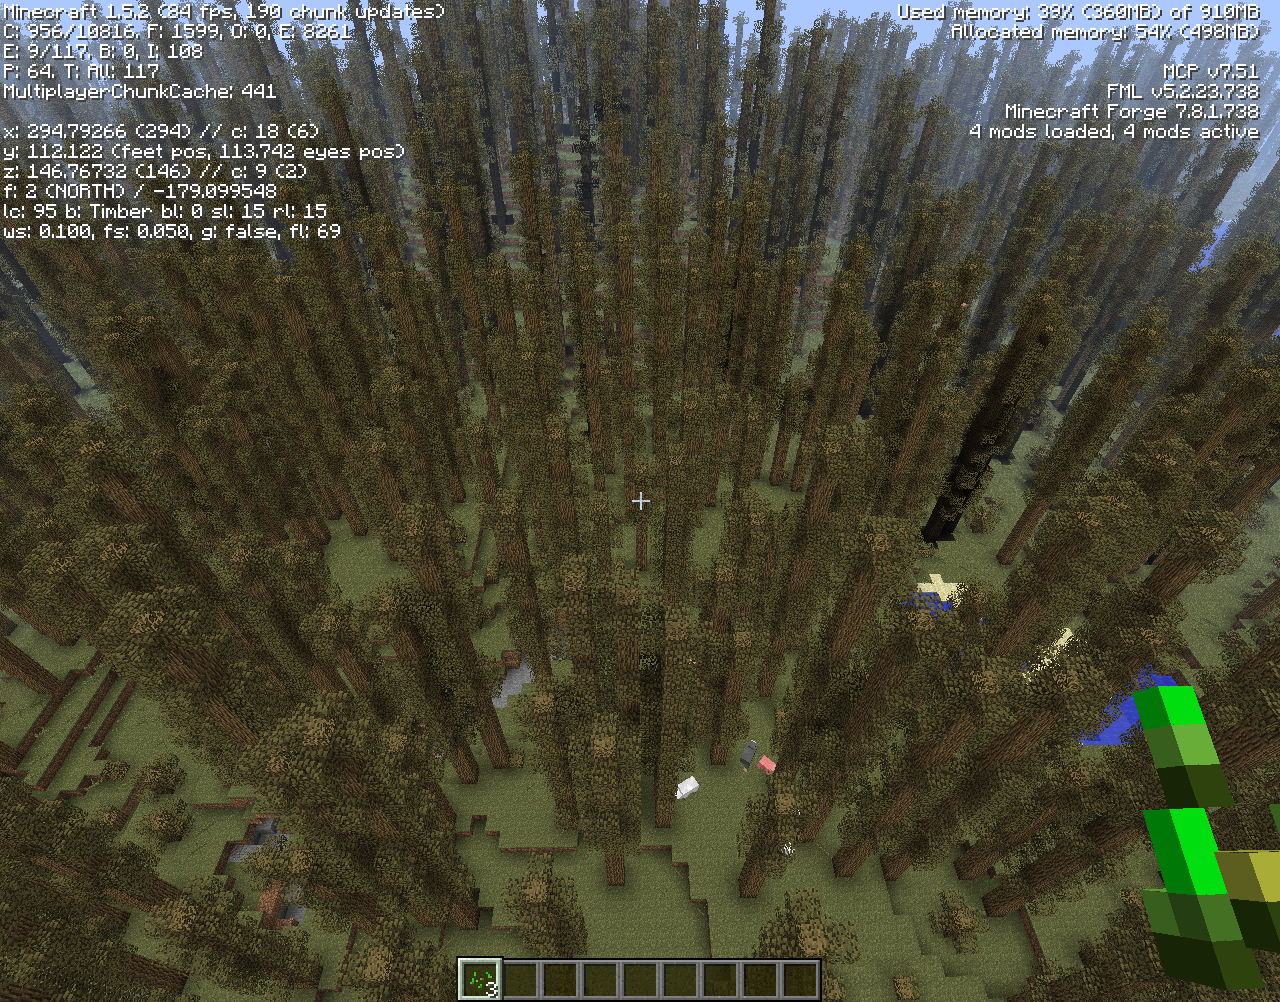 Minecraft 1.5.2 (84 fps, 190 chunk updates)
C: 956/10816, F: 1599, O: 0, E: 8261
E: 9/117, B: 0, I: 108
P: 64, T: All: 117
MultiplayerChunkCache: 441
x: 294.79266 (294) // c: 18 (6)
y: 112.122 (feet pos, 113.742 eyes pos)
z: 146.76732 (146) // c: 9 (2)
f: 2 (NORTH) / -179.099548
lc: 95 b: Timber bl: 0 sl: 15 rl: 15
ws: 0.100, fs: 0.050, g: false, fl: 69
Used memory: 39% (360MB) of 910MB
Allocated memory: 54% (498MB)
MCP v7.51
FML v5.2.23.738
Minecraft Forge 7.8.1.738
4 mods loaded, 4 mods active
3